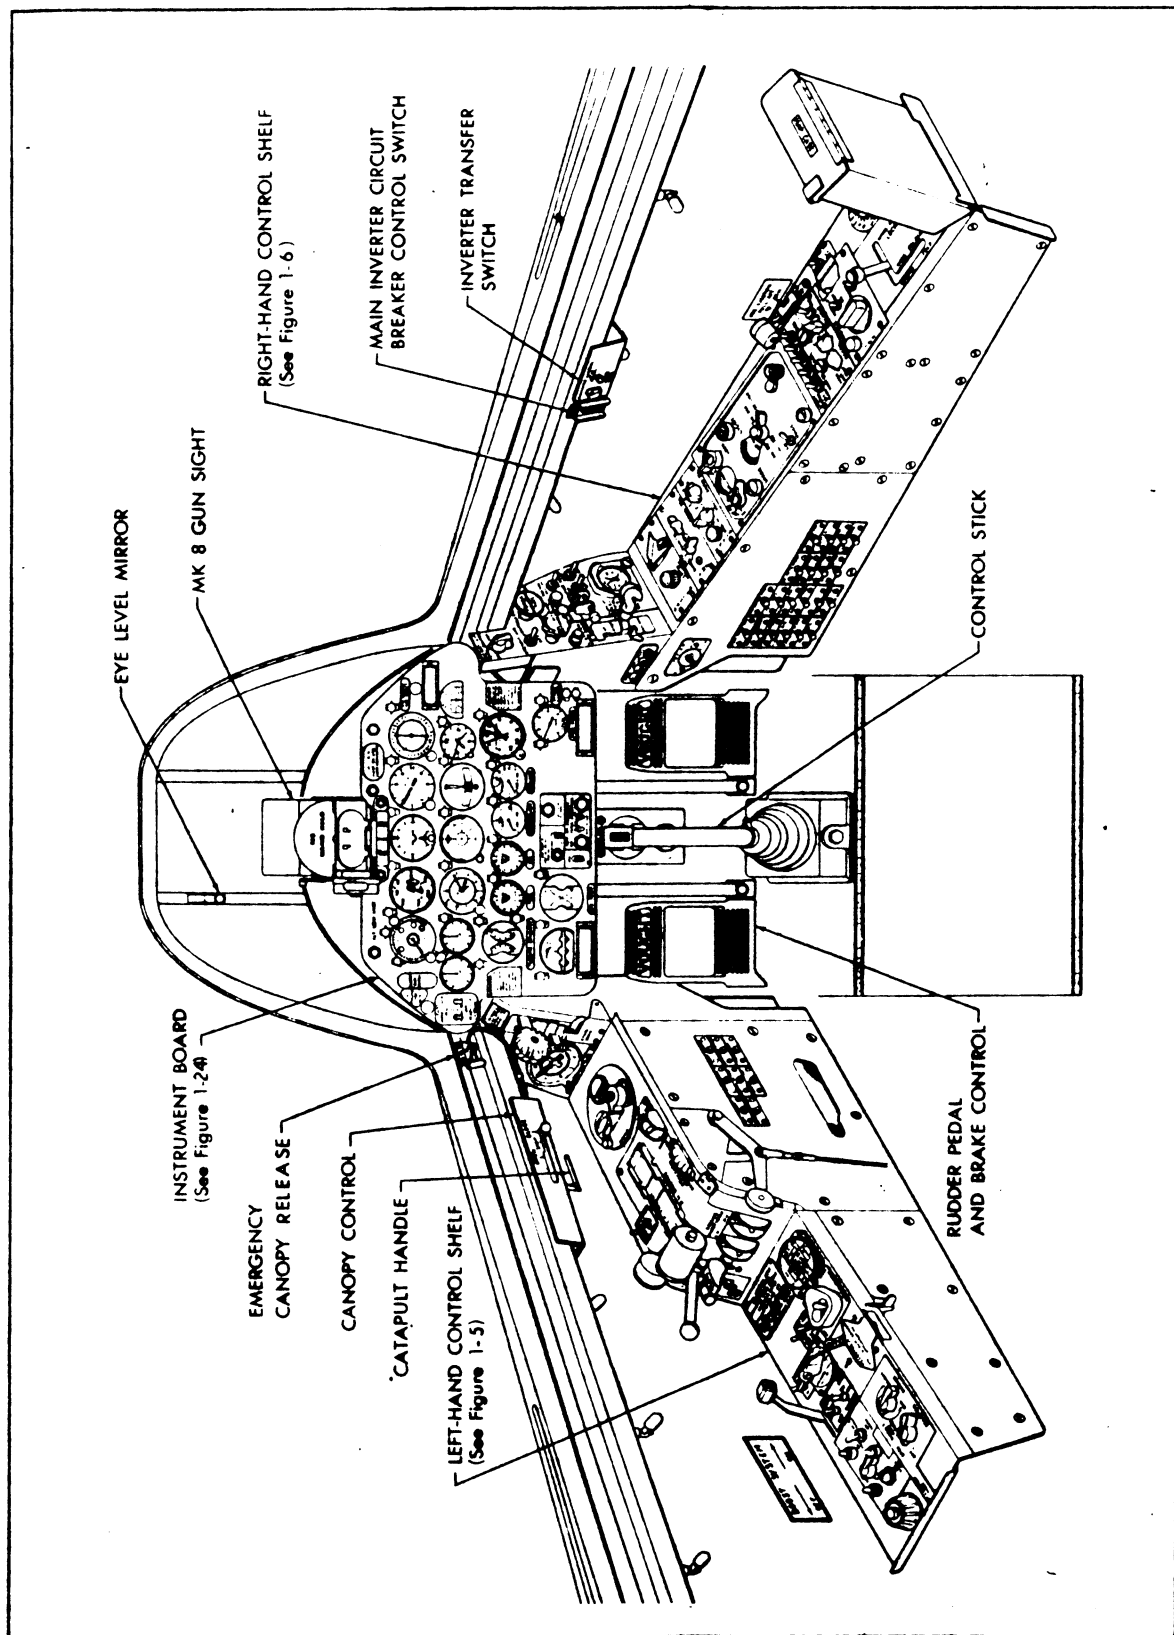 EYE LEVEL MIRROR
MK 8 GUN SIGHT
RIGHT-HAND CONTROL SHELF
(See Figure 1-6)
MAIN INVERTER CIRCUIT
BREAKER CONTROL SWITCH
INVERTER TRANSFER
SWITCH
INSTRUMENT BOARD
(See Figure 1-24)
EMERGENCY
CANOPY RELEASE
CANOPY CONTROL
CATAPULT HANDLE
LEFT-HAND CONTROL SHELF
(See Figure 1-5)
VOUGHT
VOUGHT
CONTROL STICK
RUDDER PEDAL
AND BRAKE CONTROL